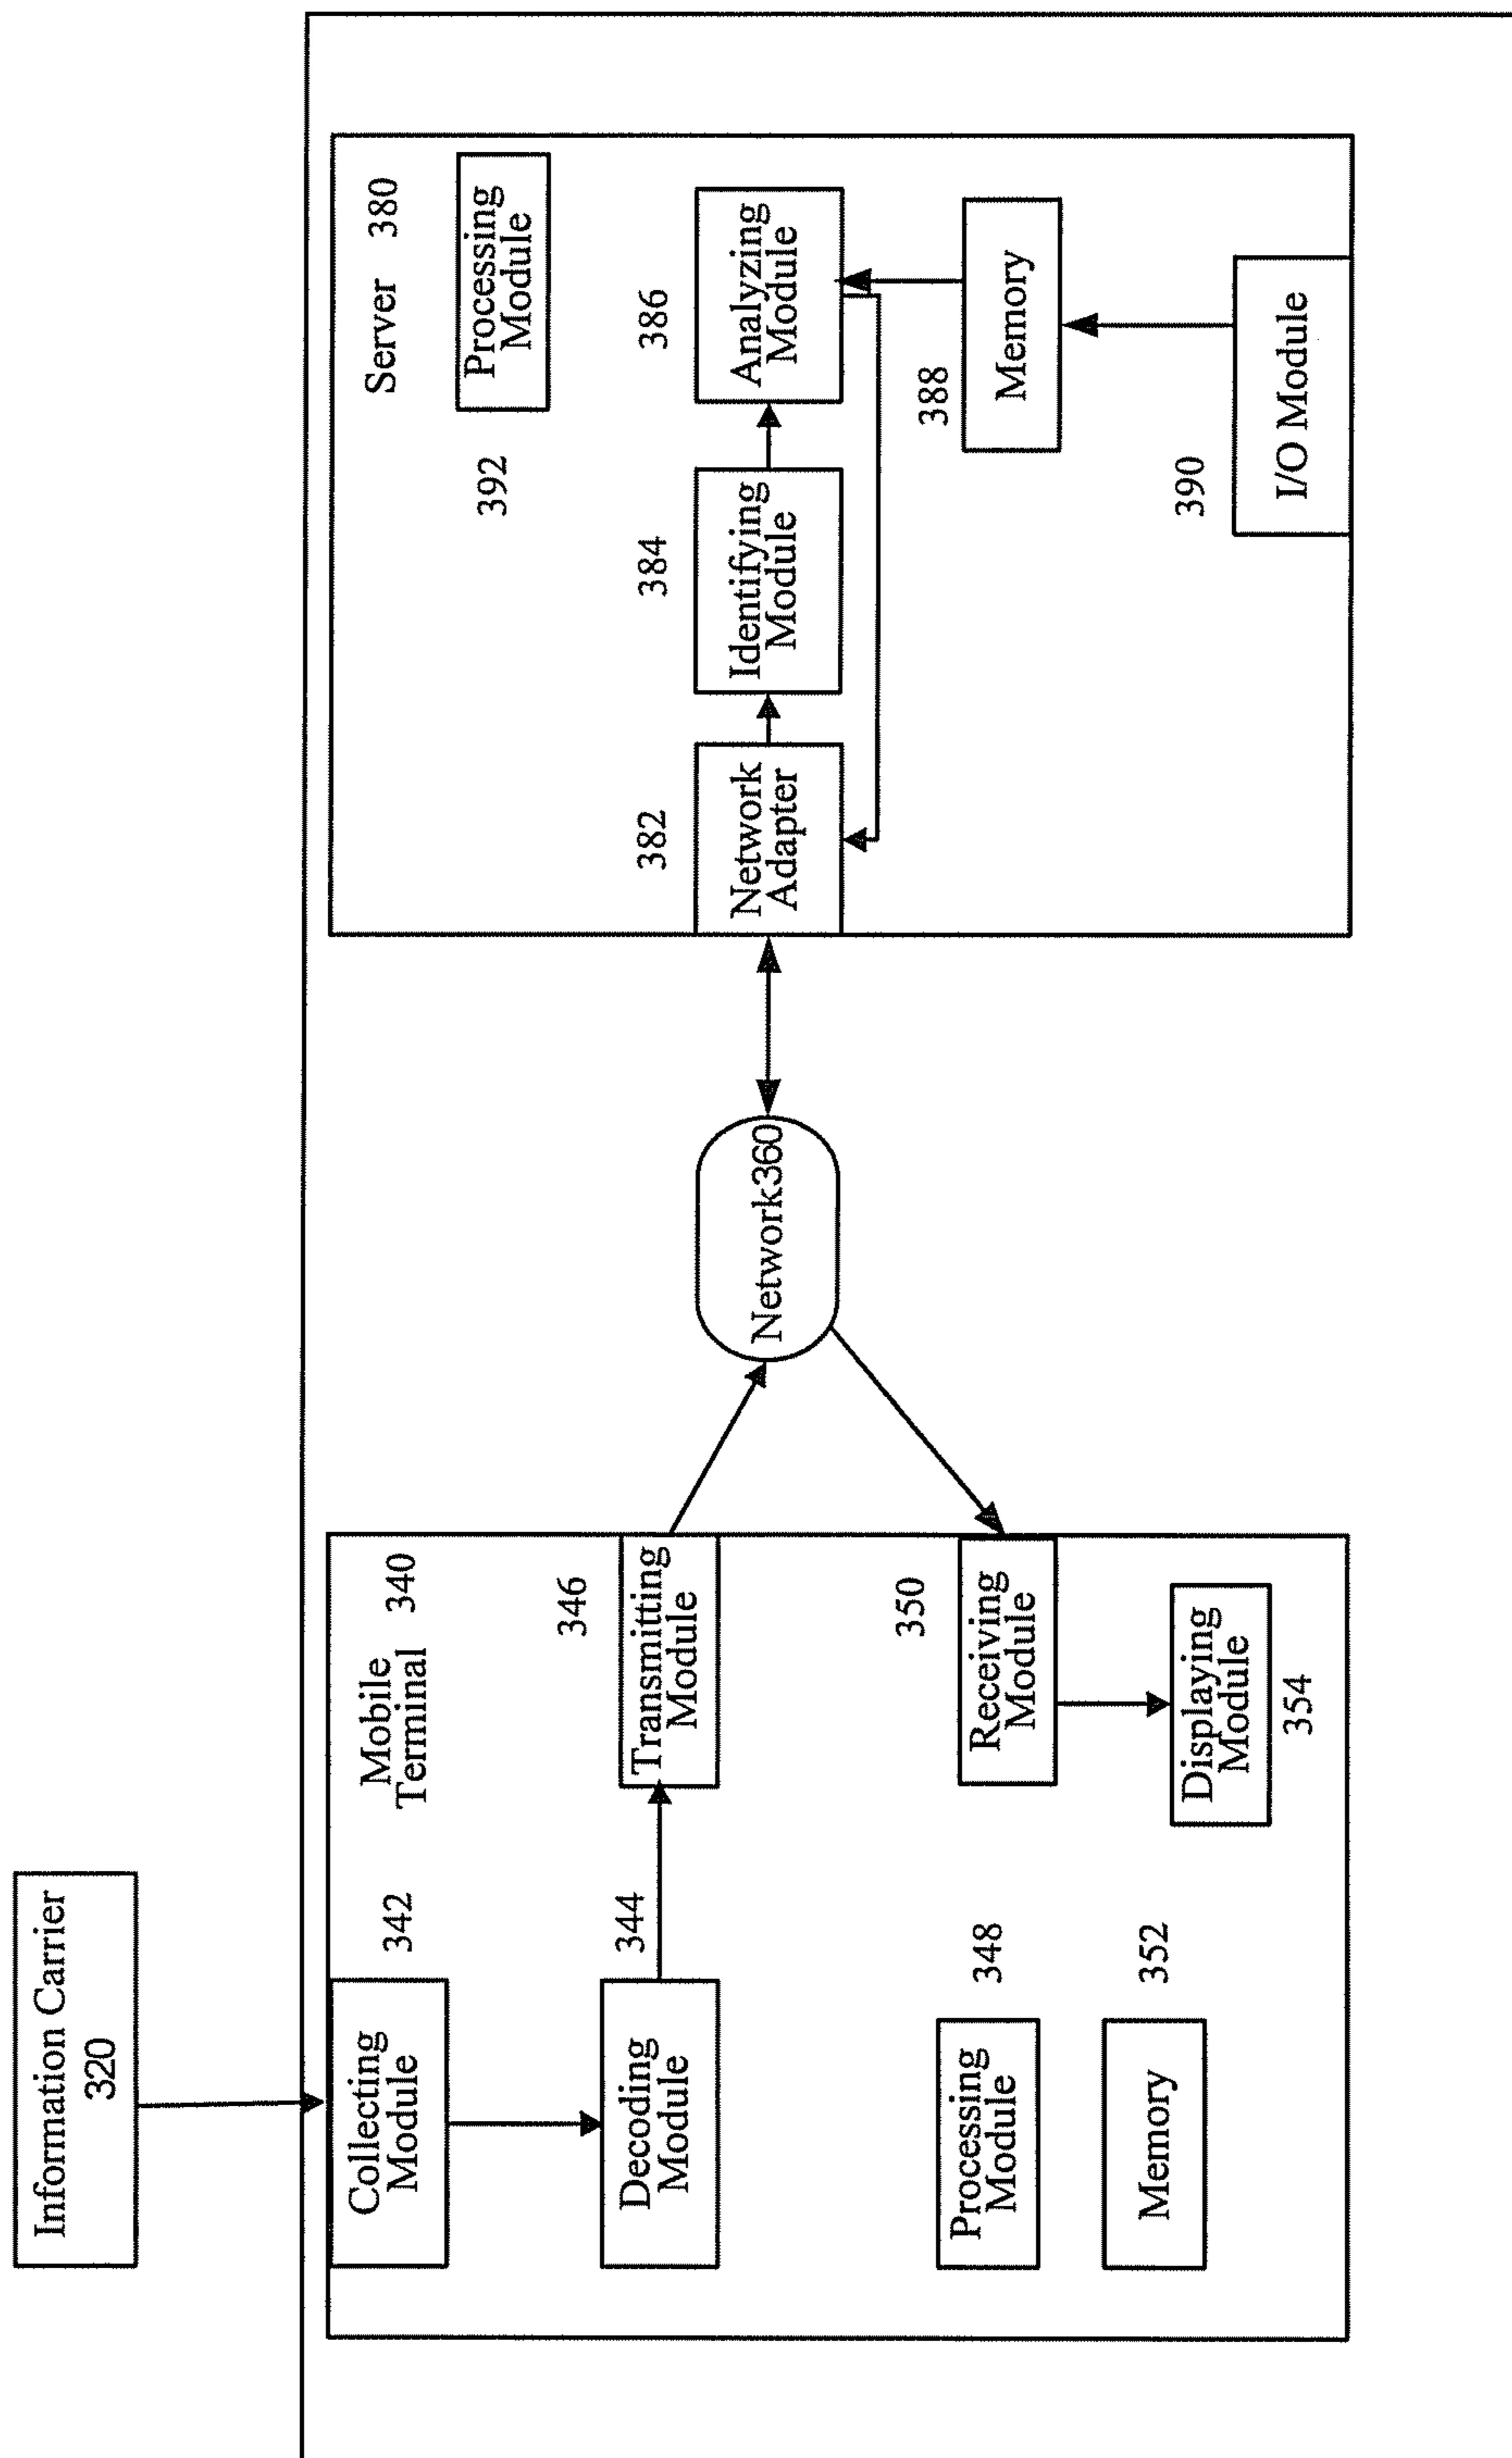 Information Carrier
320
Mobile
Terminal
340
Collecting
Module
342
Decoding
Module
344
Transmitting
Module
346
Processing
Module
348
Memory
352
Receiving
Module
350
Displaying
Module
354
Network360
Server 380
Processing
Module
392
Network
Adapter
382
Identifying
Module
384
Analyzing
Module
386
Memory
388
I/O Module
390